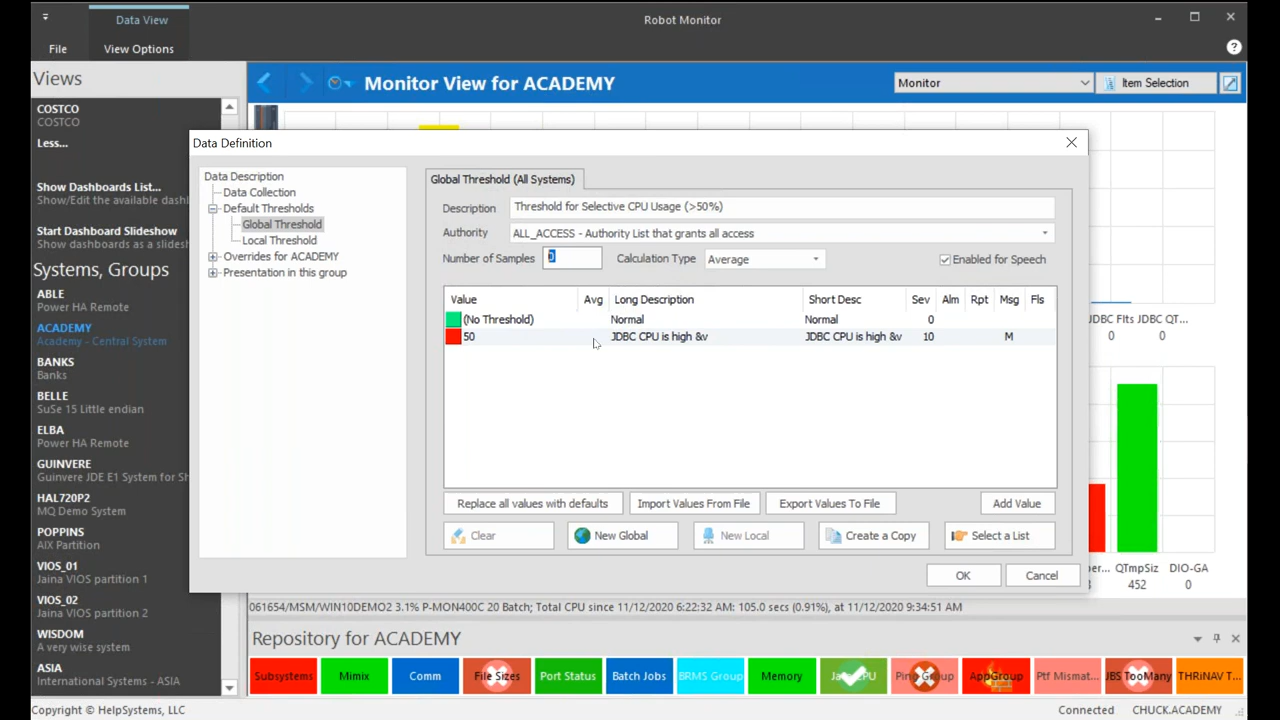 Data View
Robot Monitor
File
View Options
Views
Monitor View for ACADEMY
Monitor
Item Selection
COSTCO
COSTCO
Less...
Show Dashboards List...
Show/Edit the available dashl
Start Dashboard Slideshow
Show dashboards as a slidesh
Systems, Groups
ABLE
Power HA Remote
ACADEMY
Academy - Central System
BANKS
Banks
BELLE
SuSe 15 Little endian
ELBA
Power HA Remote
GUINVERE
Guinvere JDE E1 System for Sh
HAL720P2
MQ Demo System
POPPINS
AIX Partition
VIOS_01
Jaina VIOS partition 1
VIOS_02
Jaina VIOS partition 2
WISDOM
A very wise system
ASIA
International Systems - ASIA
Data Definition
Data Description
Data Collection
Default Thresholds
Global Threshold
Local Threshold
Overrides for ACADEMY
Presentation in this group
Global Threshold (All Systems)
Description Threshold for Selective CPU Usage (>50%)
Authority ALL_ACCESS - Authority List that grants all access
Number of Samples Calculation Type Average Enabled for Speech
Value Avg Long Description Short Desc Sev Alm Rpt Msg Fls
(No Threshold) Normal Normal 0
50 JDBC CPU is high &v JDBC CPU is high &v 10 M
Replace all values with defaults Import Values From File Export Values To File Add Value
Clear New Global New Local Create a Copy Select a List
OK Cancel
JDBC Flts JDBC QT...
0 0
er... QTmpSiz DIO-GA
452 0
061654/MSM/WIN10DEMO2 3.1% P-MON400C 20 Batch; Total CPU since 11/12/2020 6:22:32 AM: 105.0 secs (0.91%), at 11/12/2020 9:34:51 AM
Repository for ACADEMY
Subsystems Mimix Comm File Sizes Port Status Batch Jobs BRMS Group Memory CPU Ping Group AppGroup Ptf Mismat... JBS TooMany THRiNAV T...
Copyright © HelpSystems, LLC
Connected CHUCK.ACADEMY